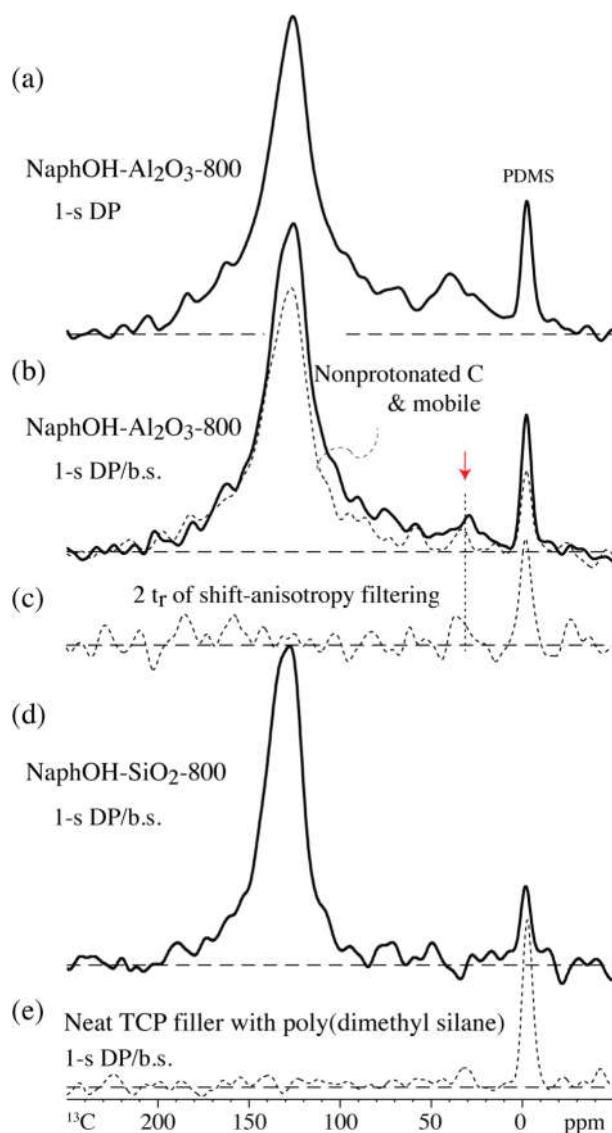 (a)
NaphOH-Al2O3-800
1-s DP
PDMS
(b)
Nonprotonated C
& mobile
NaphOH-Al2O3-800
1-s DP/b.s.
(c)
2 tr of shift-anisotropy filtering
(d)
NaphOH-SiO2-800
1-s DP/b.s.
(e)
Neat TCP filler with poly(dimethyl silane)
1-s DP/b.s.
13C 200 150 100 50 0 ppm